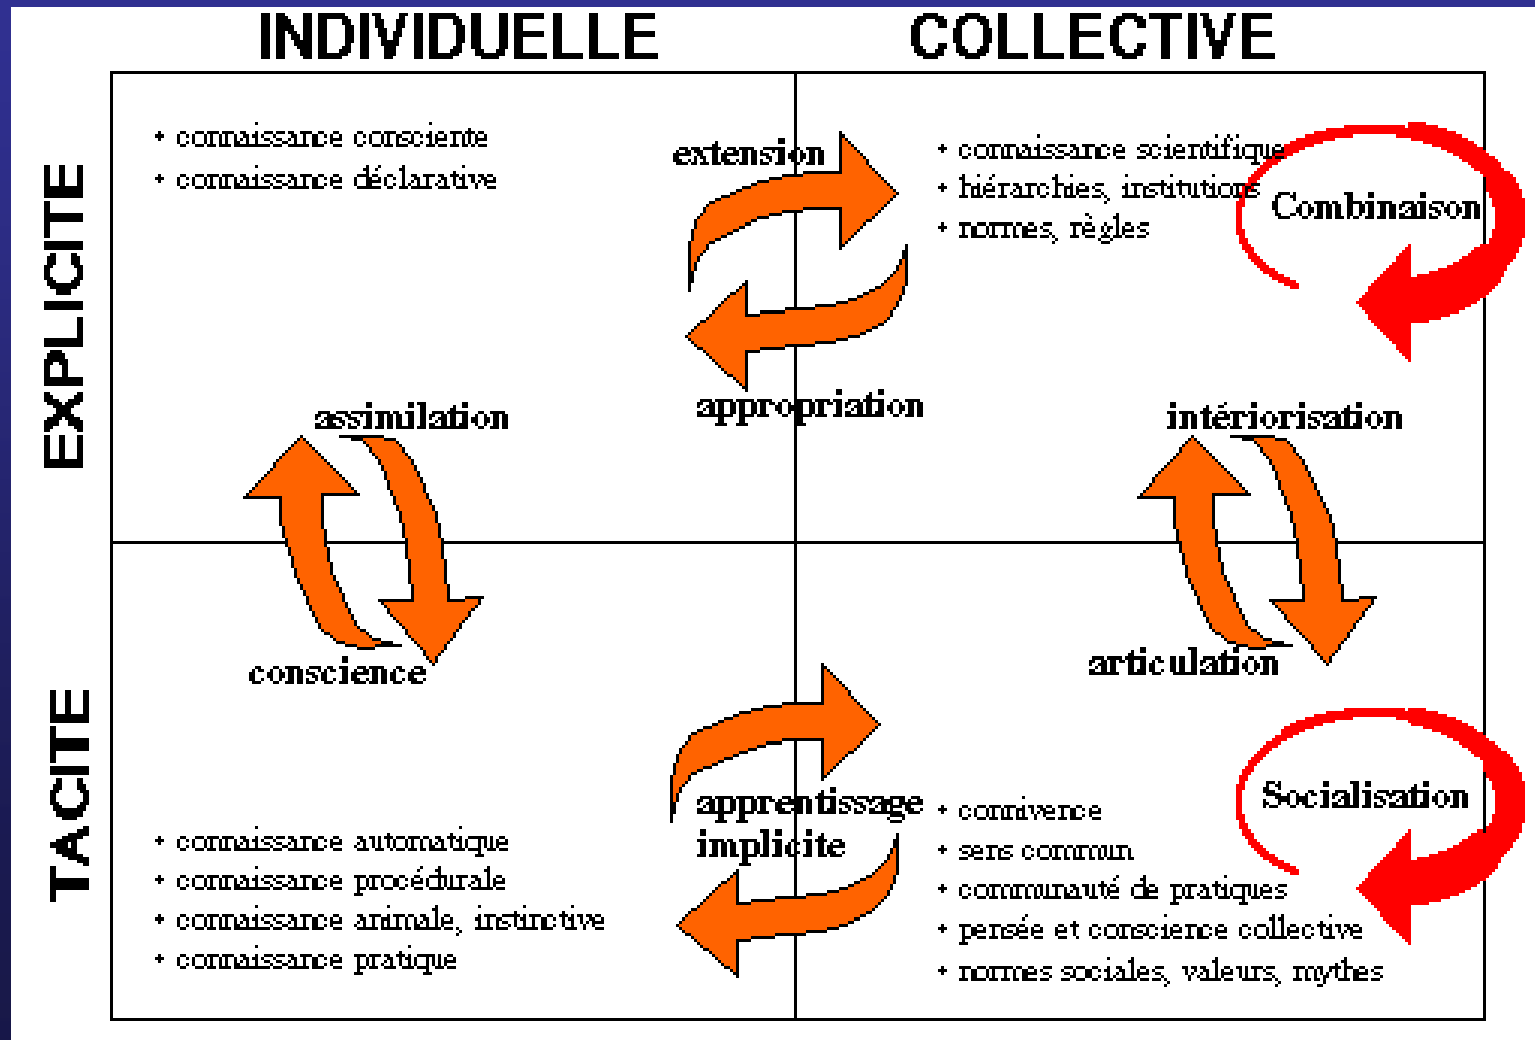 INDIVIDUELLE
COLLECTIVE
EXPLICITE
• connaissance consciente
• connaissance déclarative
extension
• connaissance scientifique
• hiérarchies, institutions
• normes, règles
Combinaison
appropriation
assimilation
intériorisation
TACITE
conscience
articulation
apprentissage
implicite
• connaissance automatique
• connaissance procédurale
• connaissance animale, instinctive
• connaissance pratique
Socialisation
• connivence
• sens commun
• communauté de pratiques
• pensée et conscience collective
• normes sociales, valeurs, mythes